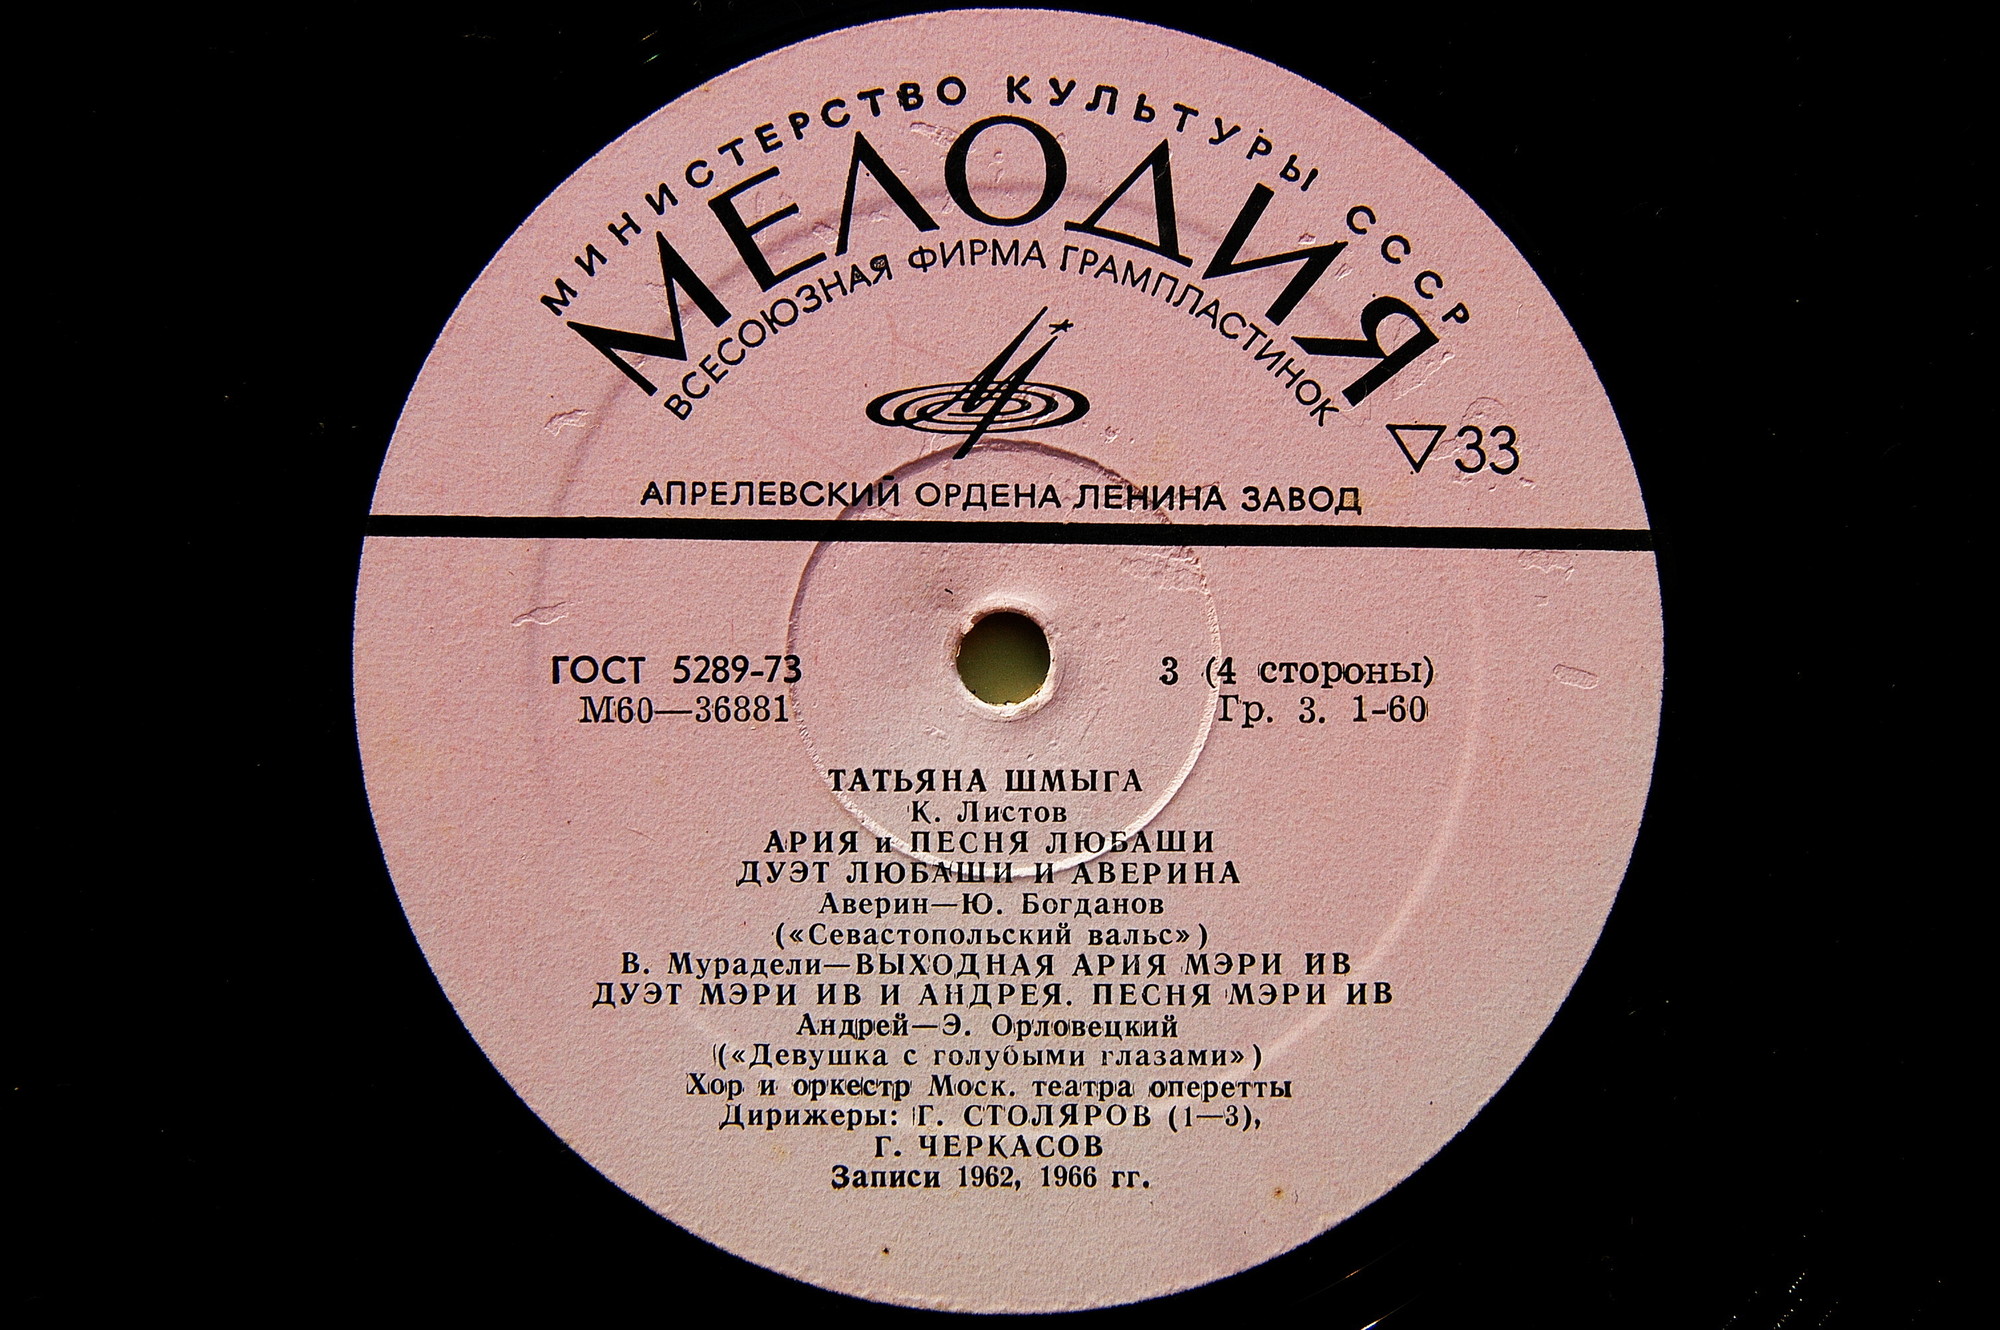 МИНИСТЕРСТВО КУЛЬТУРЫ СССР
МЕЛОДИЯ
ВСЕСОЮЗНАЯ ФИРМА ГРАМПЛАСТИНОК
33
АПРЕЛЕВСКИЙ ОРДЕНА ЛЕНИНА ЗАВОД
ГОСТ 5289-73 3 (4 стороны)
М60—36881 Гр. 3. 1-60
ТАТЬЯНА ШМЫГА
К. Листов
АРИЯ и ПЕСНЯ ЛЮБАШИ
ДУЭТ ЛЮБАШИ И АВЕРИНА
Аверин—Ю. Богданов
(«Севастопольский вальс»)
В. Мурадели—ВЫХОДНАЯ АРИЯ МЭРИ ИВ
ДУЭТ МЭРИ ИВ И АНДРЕЯ. ПЕСНЯ МЭРИ ИВ
Андрей—Э. Орловецкий
(«Девушка с голубыми глазами»)
Хор и оркестр Моск. театра оперетты
Дирижеры: Г. СТОЛЯРОВ (1—3),
Г. ЧЕРКАСОВ
Записи 1962, 1966 гг.